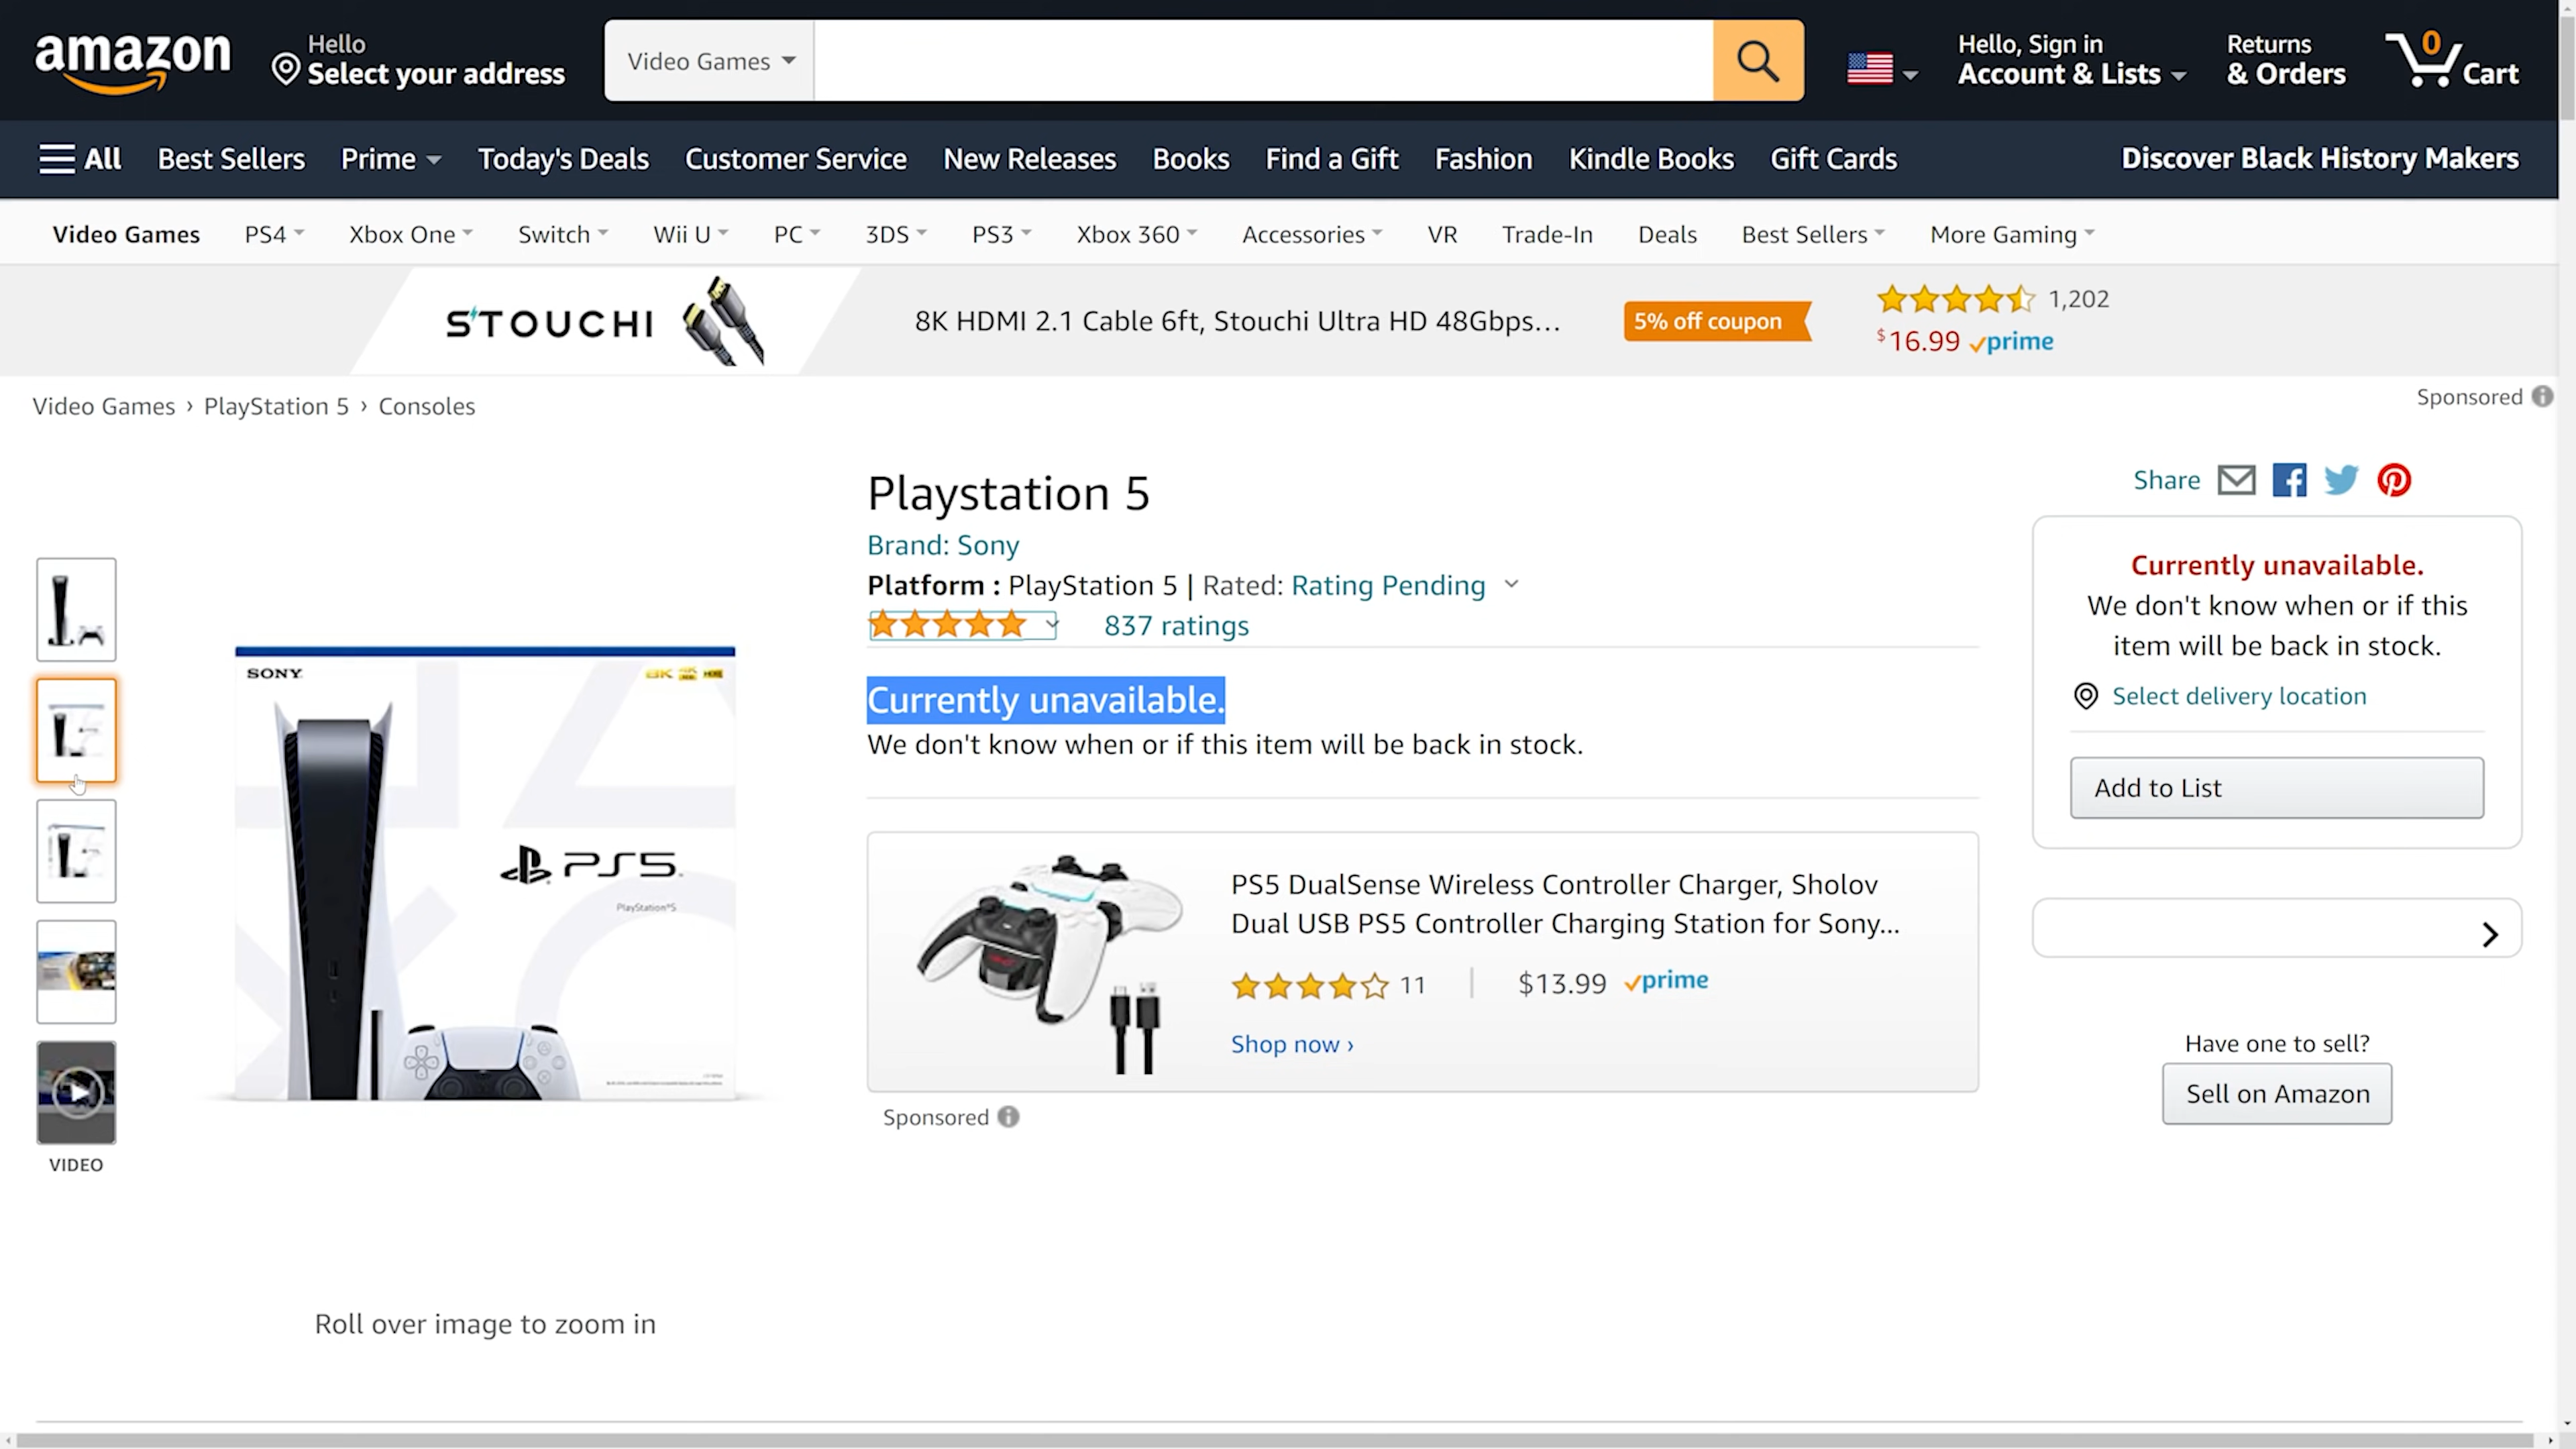 amazon
Hello
Select your address
Video Games
Hello, Sign in
Account & Lists
Returns
& Orders
0
Cart
All
Best Sellers
Prime
Today's Deals
Customer Service
New Releases
Books
Find a Gift
Fashion
Kindle Books
Gift Cards
Discover Black History Makers
Video Games
PS4
Xbox One
Switch
Wii U
PC
3DS
PS3
Xbox 360
Accessories
VR
Trade-In
Deals
Best Sellers
More Gaming
STOUCHI
8K HDMI 2.1 Cable 6ft, Stouchi Ultra HD 48Gbps...
5% off coupon
1,202
$16.99 prime
Sponsored
Video Games › PlayStation 5 › Consoles
Playstation 5
Brand: Sony
Platform : PlayStation 5 | Rated: Rating Pending
837 ratings
Currently unavailable.
We don't know when or if this item will be back in stock.
SONY
8K 4K HDR
PS5
PlayStation®5
VIDEO
Roll over image to zoom in
PS5 DualSense Wireless Controller Charger, Sholov
Dual USB PS5 Controller Charging Station for Sony...
11 | $13.99 prime
Shop now ›
Sponsored
Share
Currently unavailable.
We don't know when or if this
item will be back in stock.
Select delivery location
Add to List
Have one to sell?
Sell on Amazon